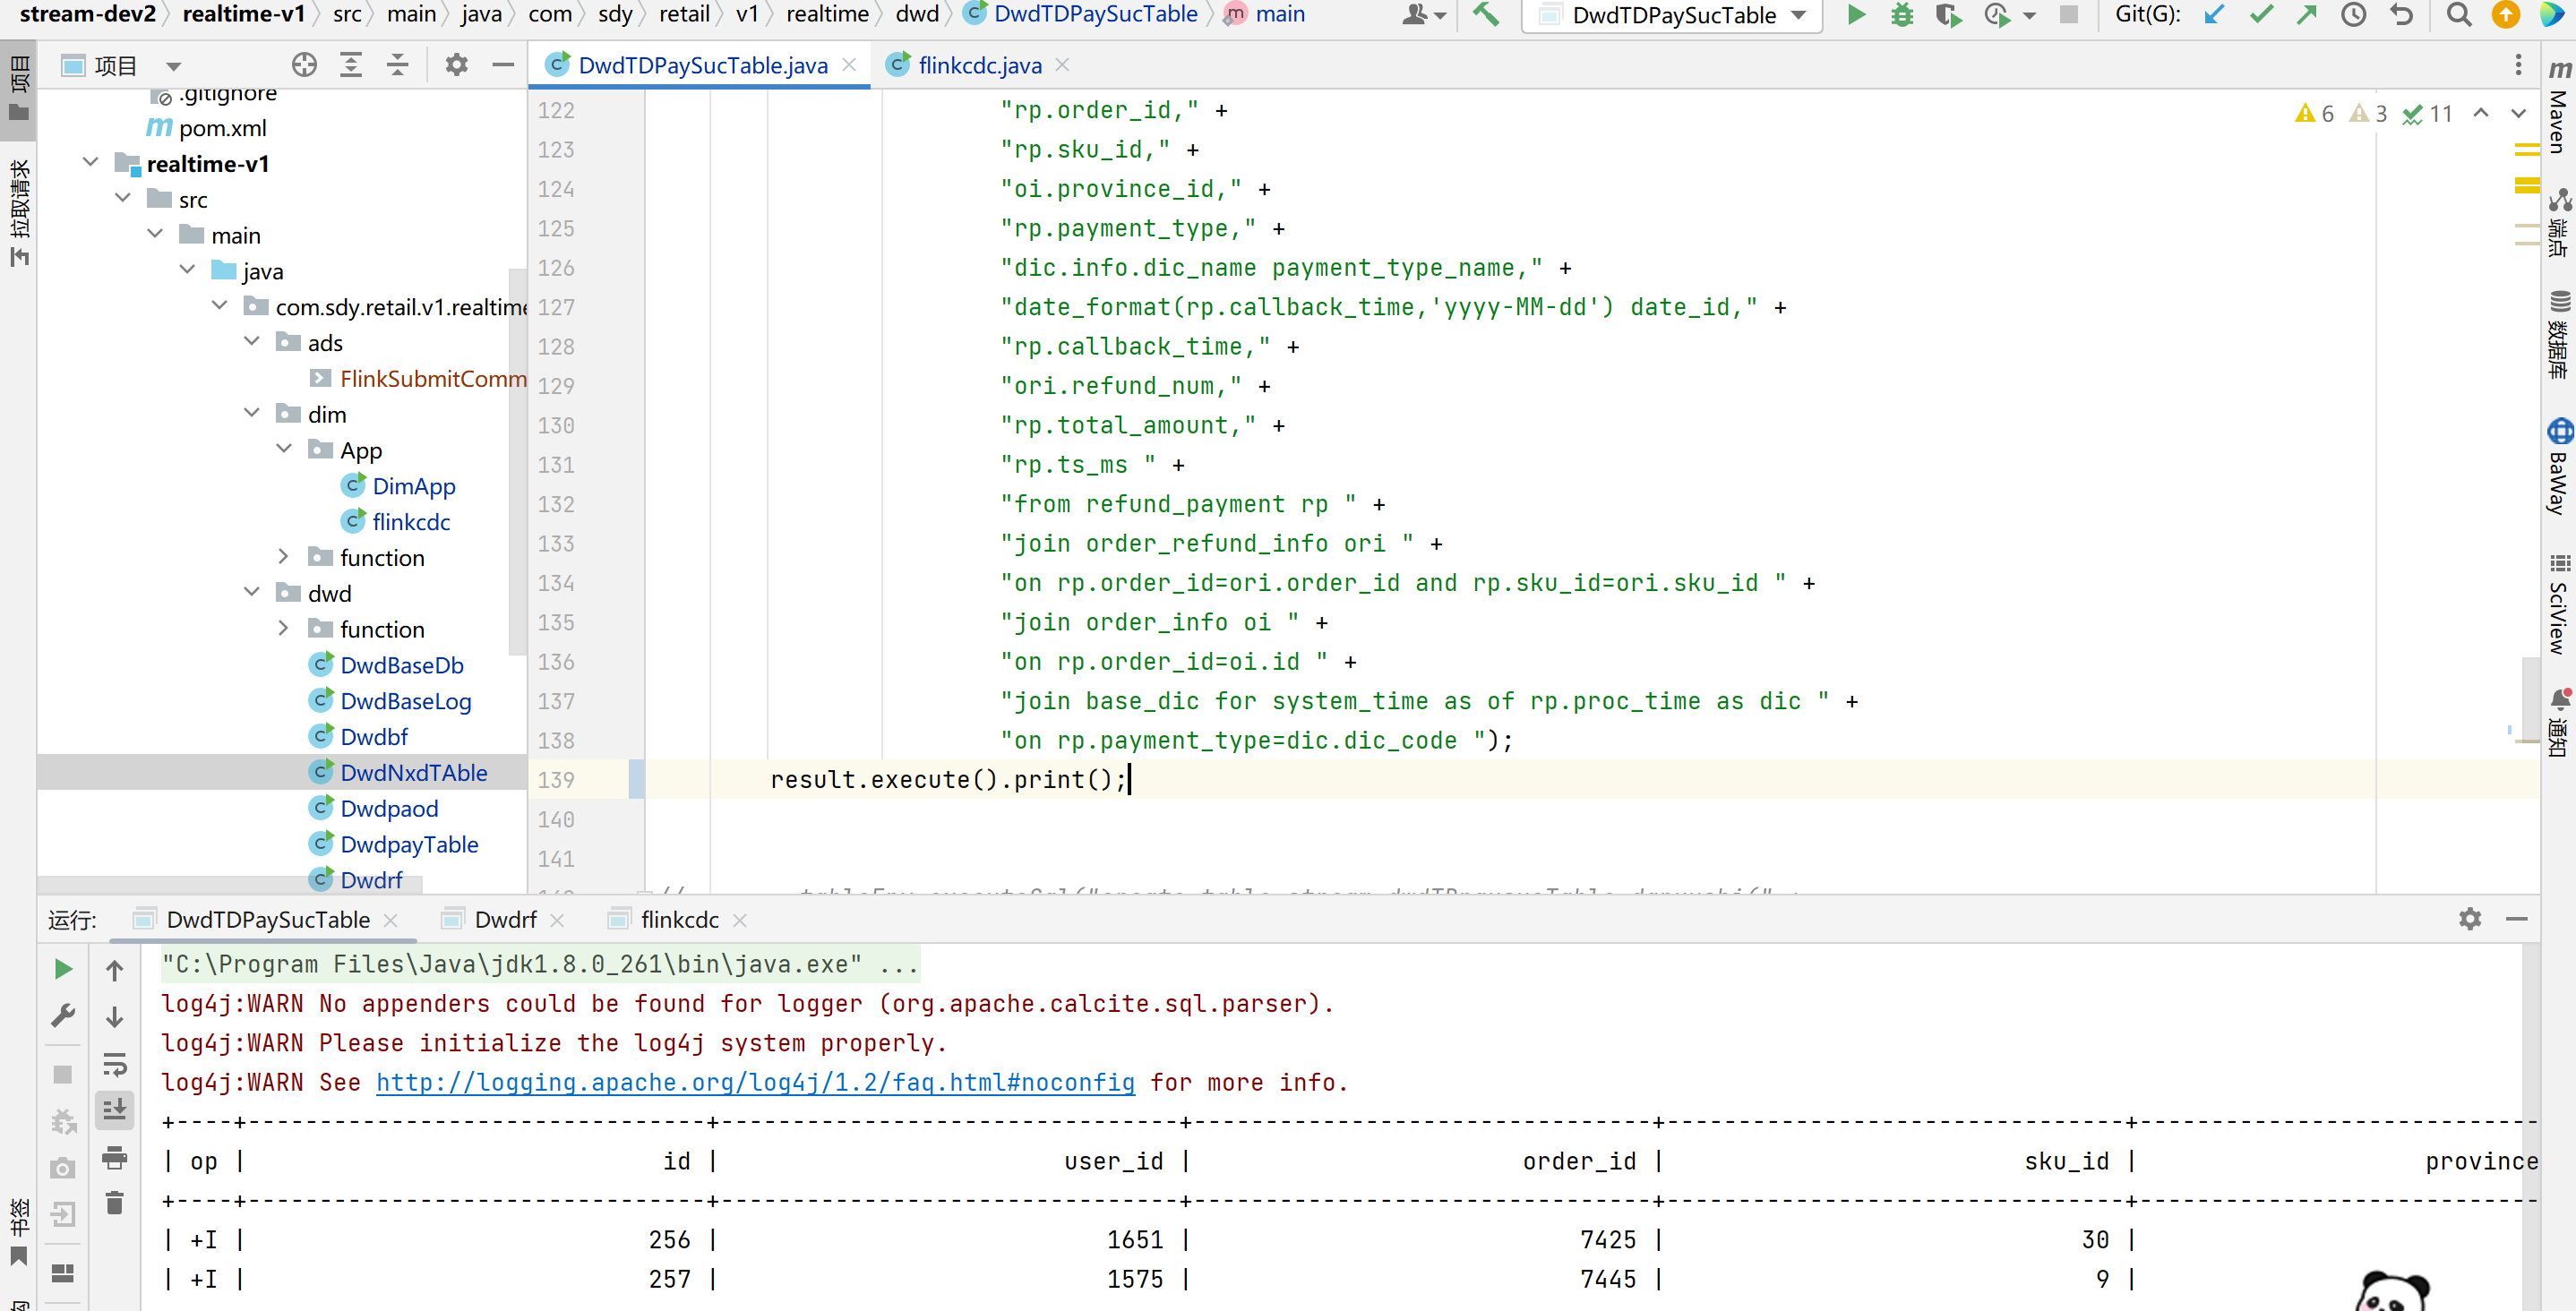 stream-dev2 realtime-v1 src main java com sdy retail v1 realtime dwd DwdTDPaySucTable main DwdTDPaySucTable Git(G):
项目 DwdTDPaySucTable.java flinkcdc.java
项目
拉取请求
书签
.gitignore
pom.xml
realtime-v1
src
main
java
com.sdy.retail.v1.realtime
ads
FlinkSubmitComm
dim
App
DimApp
flinkcdc
function
dwd
function
DwdBaseDb
DwdBaseLog
Dwdbf
DwdNxdTAble
Dwdpaod
DwdpayTable
Dwdrf
6 3 11
122 "rp.order_id," +
123 "rp.sku_id," +
124 "oi.province_id," +
125 "rp.payment_type," +
126 "dic.info.dic_name payment_type_name," +
127 "date_format(rp.callback_time,'yyyy-MM-dd') date_id," +
128 "rp.callback_time," +
129 "ori.refund_num," +
130 "rp.total_amount," +
131 "rp.ts_ms " +
132 "from refund_payment rp " +
133 "join order_refund_info ori " +
134 "on rp.order_id=ori.order_id and rp.sku_id=ori.sku_id " +
135 "join order_info oi " +
136 "on rp.order_id=oi.id " +
137 "join base_dic for system_time as of rp.proc_time as dic " +
138 "on rp.payment_type=dic.dic_code ");
139 result.execute().print();
140
141
Maven
端点
数据库
BaWay
SciView
通知
运行: DwdTDPaySucTable Dwdrf flinkcdc
"C:\Program Files\Java\jdk1.8.0_261\bin\java.exe" ...
log4j:WARN No appenders could be found for logger (org.apache.calcite.sql.parser).
log4j:WARN Please initialize the log4j system properly.
log4j:WARN See http://logging.apache.org/log4j/1.2/faq.html#noconfig for more info.
| op | id | user_id | order_id | sku_id | province
| +I | 256 | 1651 | 7425 | 30 |
| +I | 257 | 1575 | 7445 | 9 |